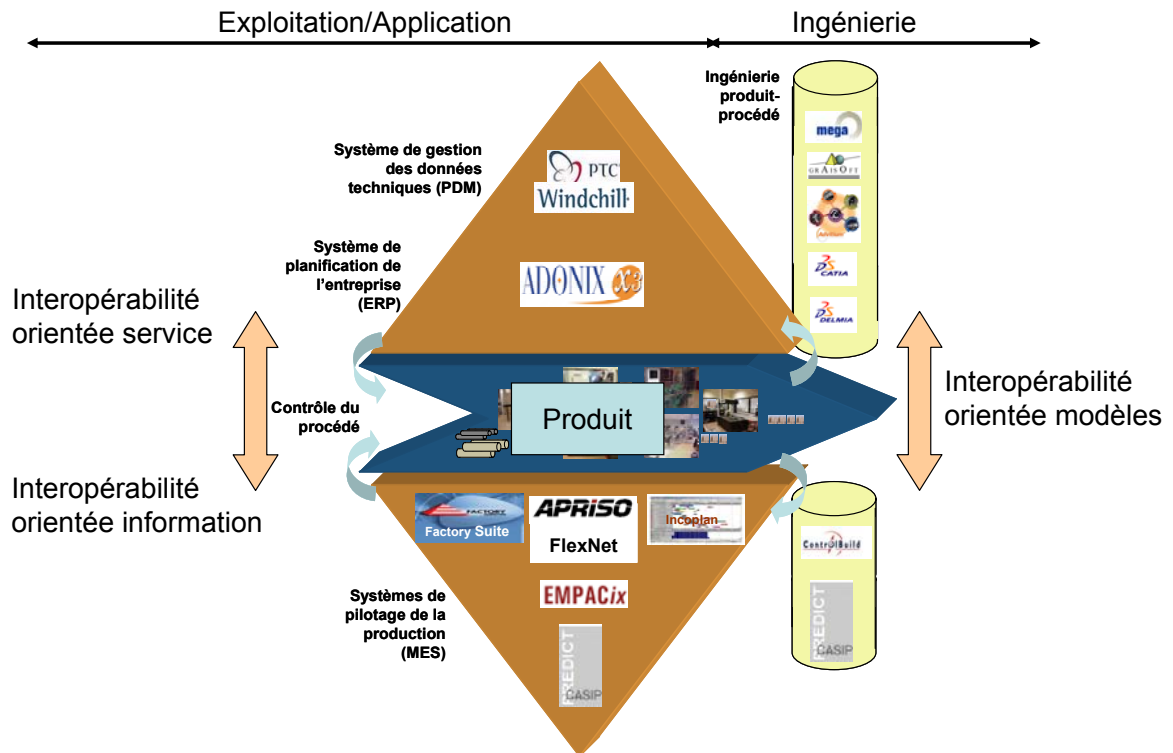 Exploitation/Application
Ingénierie
Ingénierie
produit-
procédé
mega
GRAISOFT
Système de gestion
des données
techniques (PDM)
PTC
Windchill
Système de
planification de
l'entreprise
(ERP)
ADONIX X3
DS
CATIA
DS
DELMIA
Interopérabilité
orientée service
Interopérabilité
orientée modèles
Contrôle du
procédé
Produit
Interopérabilité
orientée information
FACTORY
Factory Suite
APRISO
FlexNet
Incoplan
ControlBuild
EMPACix
Systèmes de
pilotage de la
production
(MES)
PREDICT
CASIP
PREDICT
CASIP